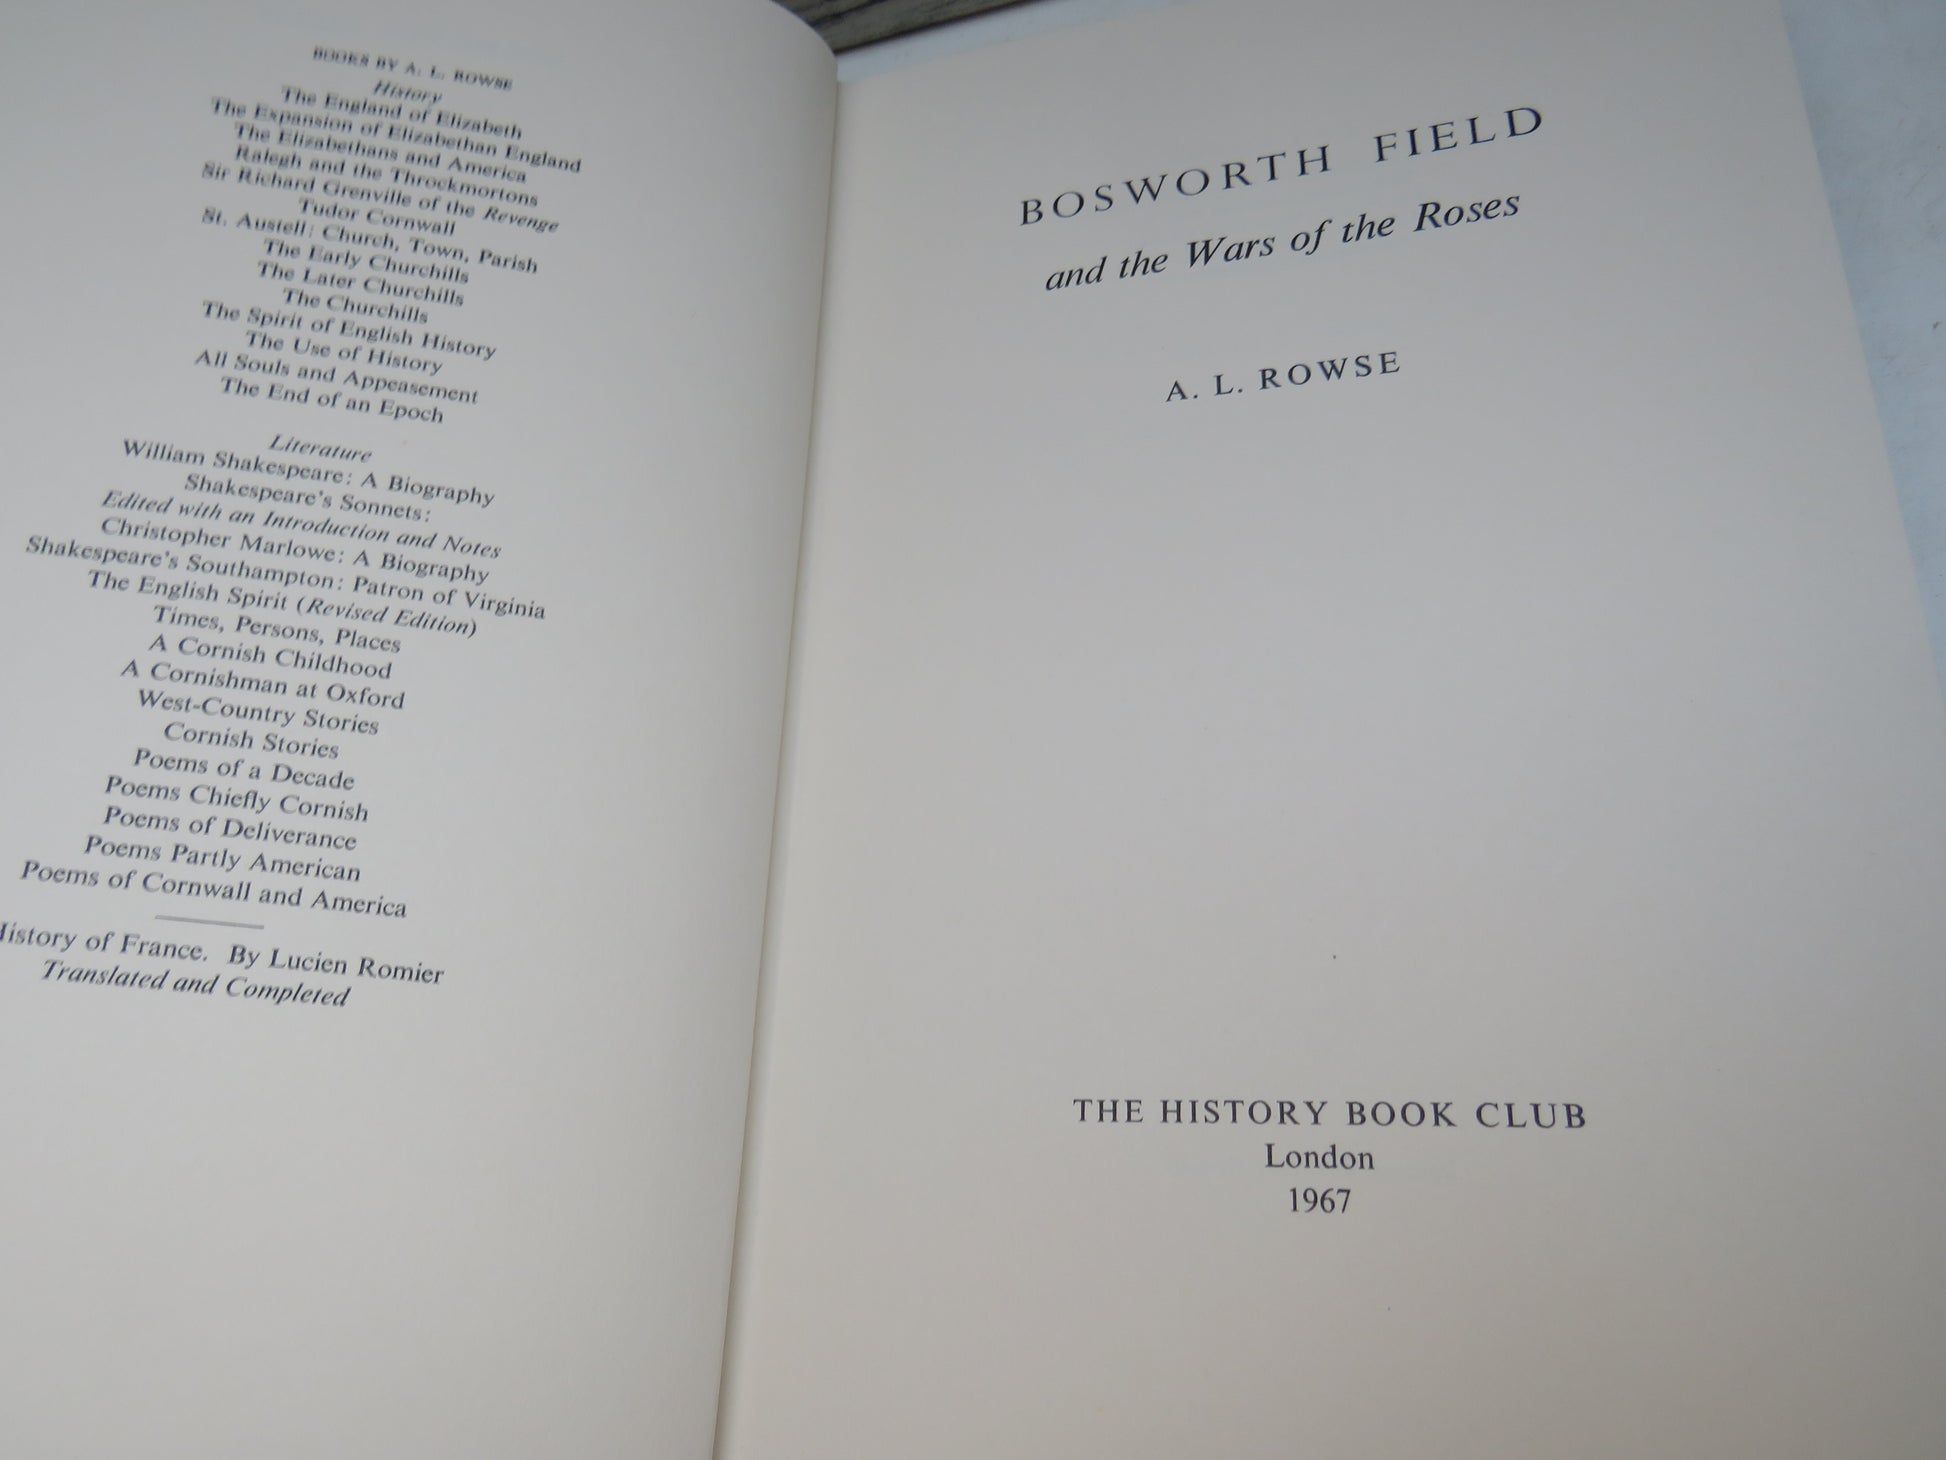 BOOKS BY A. L. ROWSE
History
The England of Elizabeth
The Expansion of Elizabethan England
The Elizabethans and America
Ralegh and the Throckmortons
Sir Richard Grenville of the Revenge
Tudor Cornwall
St. Austell: Church, Town, Parish
The Early Churchills
The Later Churchills
The Churchills
The Spirit of English History
The Use of History
All Souls and Appeasement
The End of an Epoch
Literature
William Shakespeare: A Biography
Shakespeare's Sonnets:
Edited with an Introduction and Notes
Christopher Marlowe: A Biography
Shakespeare's Southampton: Patron of Virginia
The English Spirit (Revised Edition)
Times, Persons, Places
A Cornish Childhood
A Cornishman at Oxford
West-Country Stories
Cornish Stories
Poems of a Decade
Poems Chiefly Cornish
Poems of Deliverance
Poems Partly American
Poems of Cornwall and America
History of France. By Lucien Romier
Translated and Completed
BOSWORTH FIELD
and the Wars of the Roses
A. L. ROWSE
THE HISTORY BOOK CLUB
London
1967